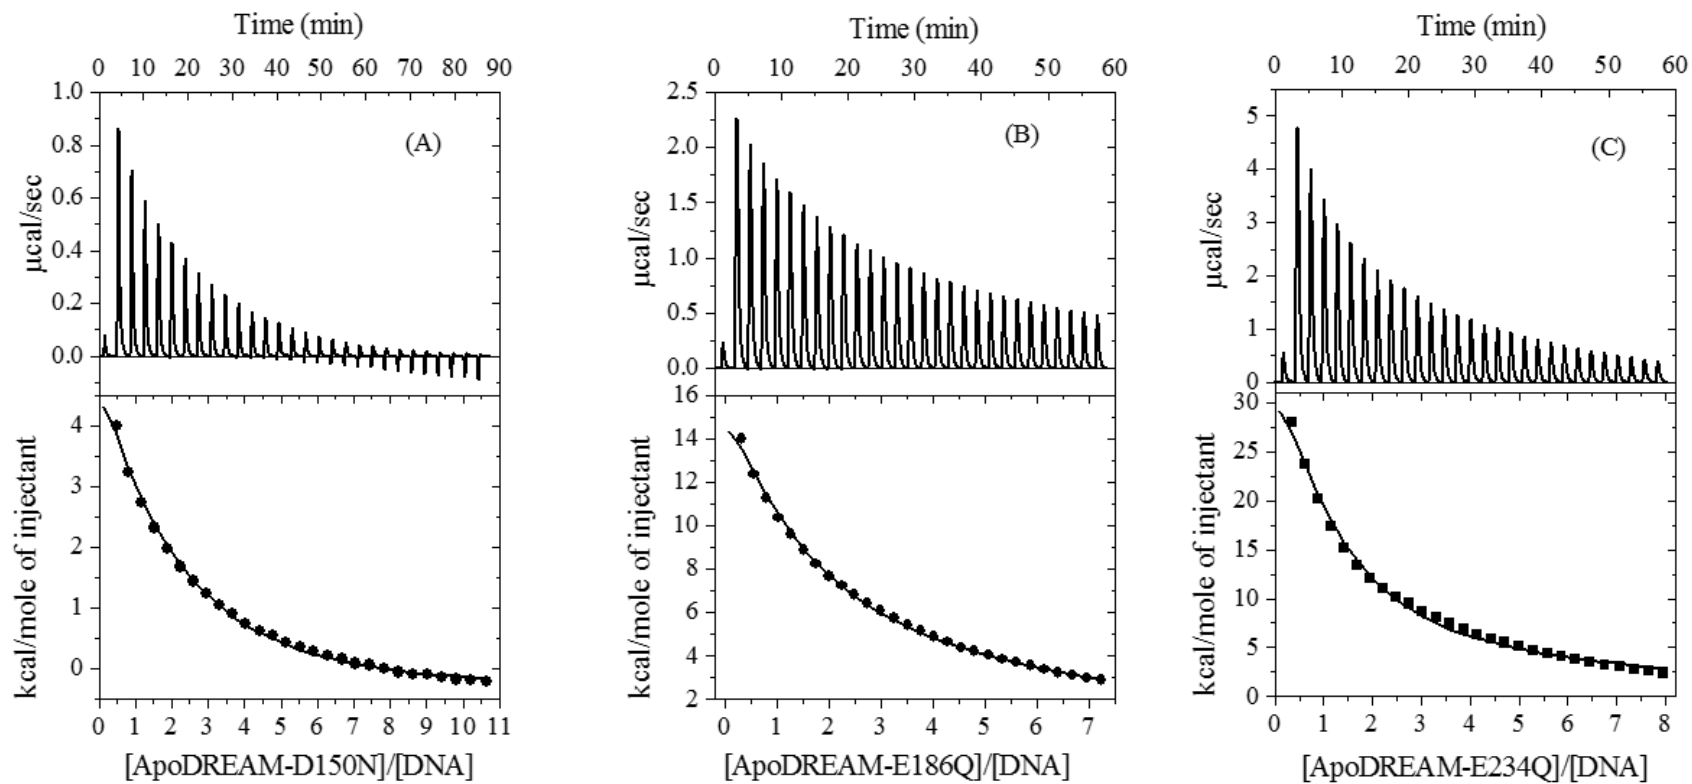 Time (min)
0 10 20 30 40 50 60 70 80 90
1.0
0.8
0.6
0.4
0.2
0.0
µcal/sec
(A)
4
3
2
1
0
kcal/mole of injectant
0 1 2 3 4 5 6 7 8 9 10 11
[ApoDREAM-D150N]/[DNA]
Time (min)
0 10 20 30 40 50 60
2.5
2.0
1.5
1.0
0.5
0.0
µcal/sec
(B)
16
14
12
10
8
6
4
2
kcal/mole of injectant
0 1 2 3 4 5 6 7
[ApoDREAM-E186Q]/[DNA]
Time (min)
0 10 20 30 40 50 60
5
4
3
2
1
0
µcal/sec
(C)
30
25
20
15
10
5
0
kcal/mole of injectant
0 1 2 3 4 5 6 7 8
[ApoDREAM-E234Q]/[DNA]